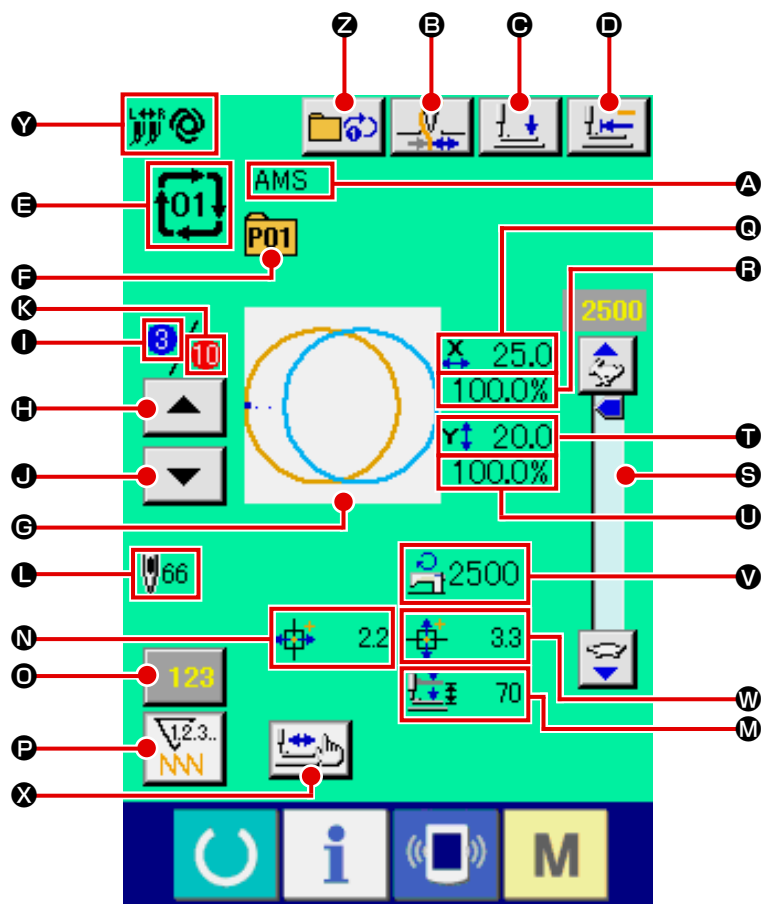 Z B C D
Y L R
A AMS
E 01
F P01
Q X 25.0
R 100.0%
2500
K
I 3 / 10
H
T Y 20.0
S
J
U 100.0%
G
L 66
V 2500
N 2.2
W 3.3
O 123
M 70
P 1.2.3..
X
i M